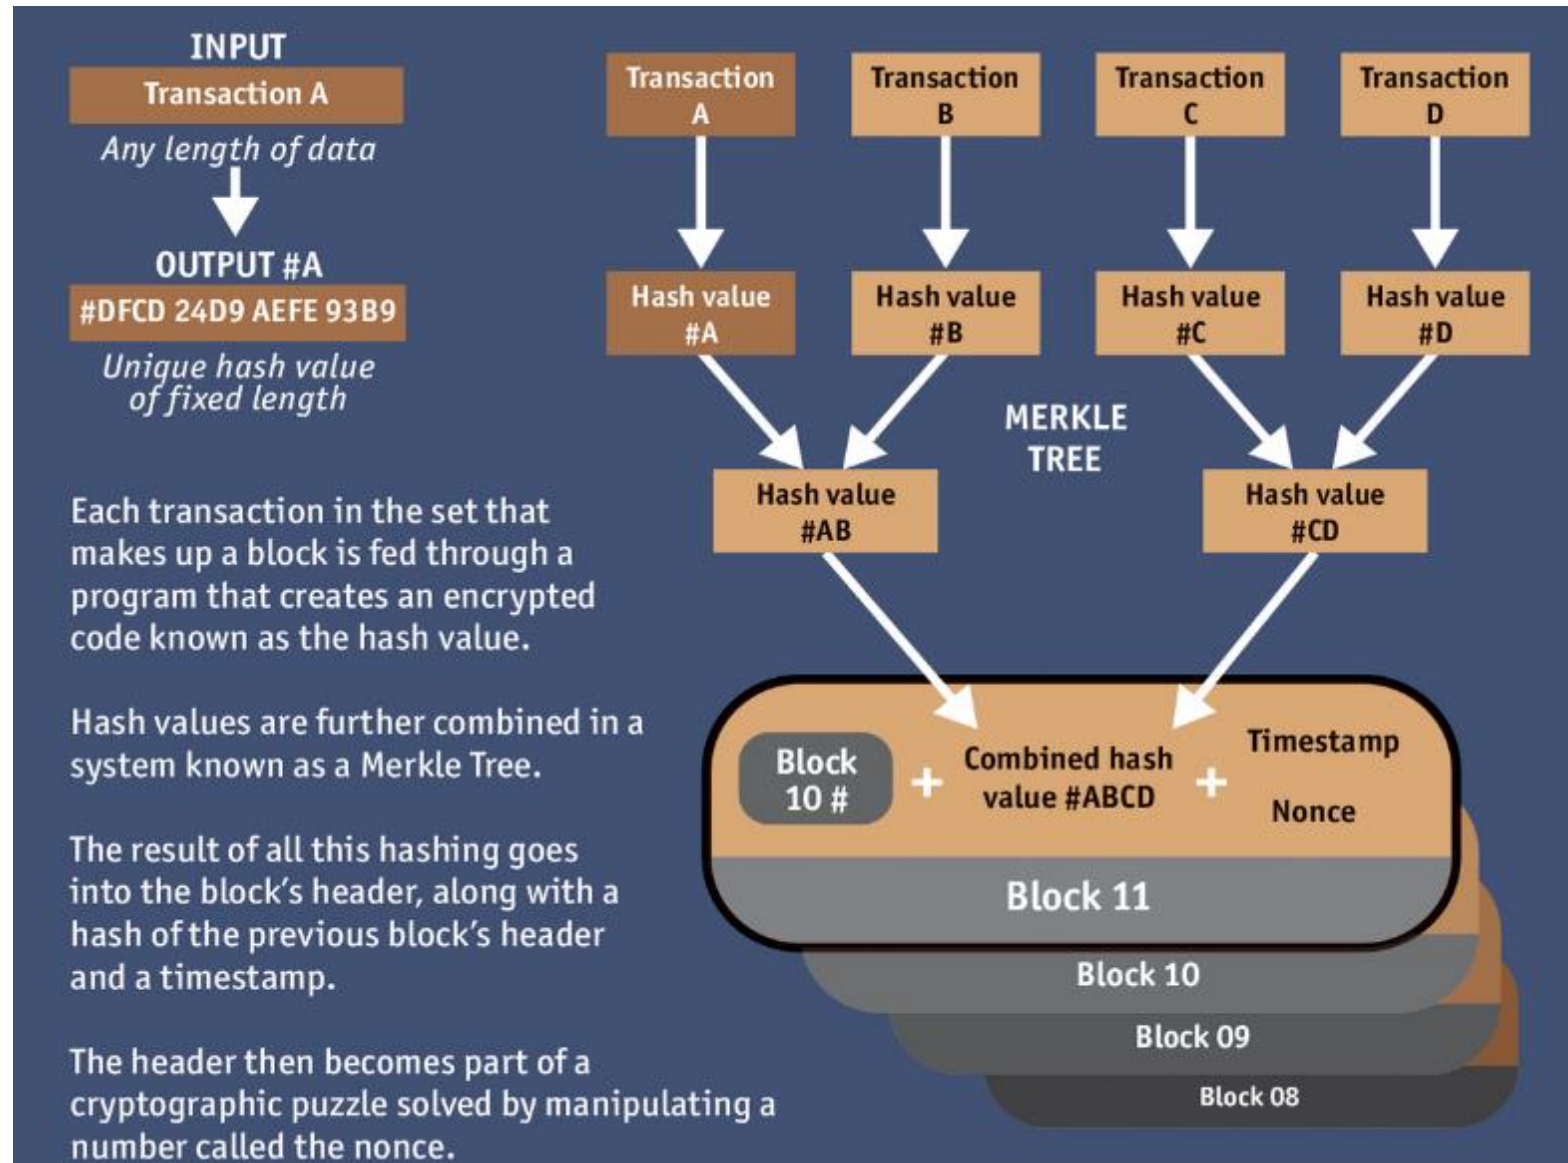 INPUT
Transaction A
Any length of data
OUTPUT #A
#DFCD 24D9 AEFE 93B9
Unique hash value
of fixed length
Each transaction in the set that
makes up a block is fed through a
program that creates an encrypted
code known as the hash value.
Hash values are further combined in a
system known as a Merkle Tree.
The result of all this hashing goes
into the block’s header, along with a
hash of the previous block’s header
and a timestamp.
The header then becomes part of a
cryptographic puzzle solved by manipulating a
number called the nonce.
Transaction
A
Transaction
B
Transaction
C
Transaction
D
Hash value
#A
Hash value
#B
Hash value
#C
Hash value
#D
MERKLE
TREE
Hash value
#AB
Hash value
#CD
Block
10 #
+
Combined hash
value #ABCD
+
Timestamp
Nonce
Block 11
Block 10
Block 09
Block 08